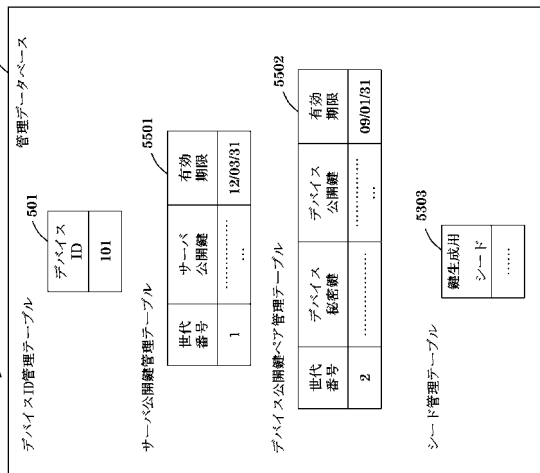 管理データベース
デバイスID管理テーブル
501
デバイス
ID
101
サーバ公開鍵管理テーブル
5501
世代
番号
サーバ
公開鍵
有効
期限
1
………… …
12/03/31
デバイス公開鍵ペア管理テーブル
5502
世代
番号
デバイス
秘密鍵
デバイス
公開鍵
有効
期限
2
…………
………… …
09/01/31
シード管理テーブル
5303
鍵生成用
シード
……